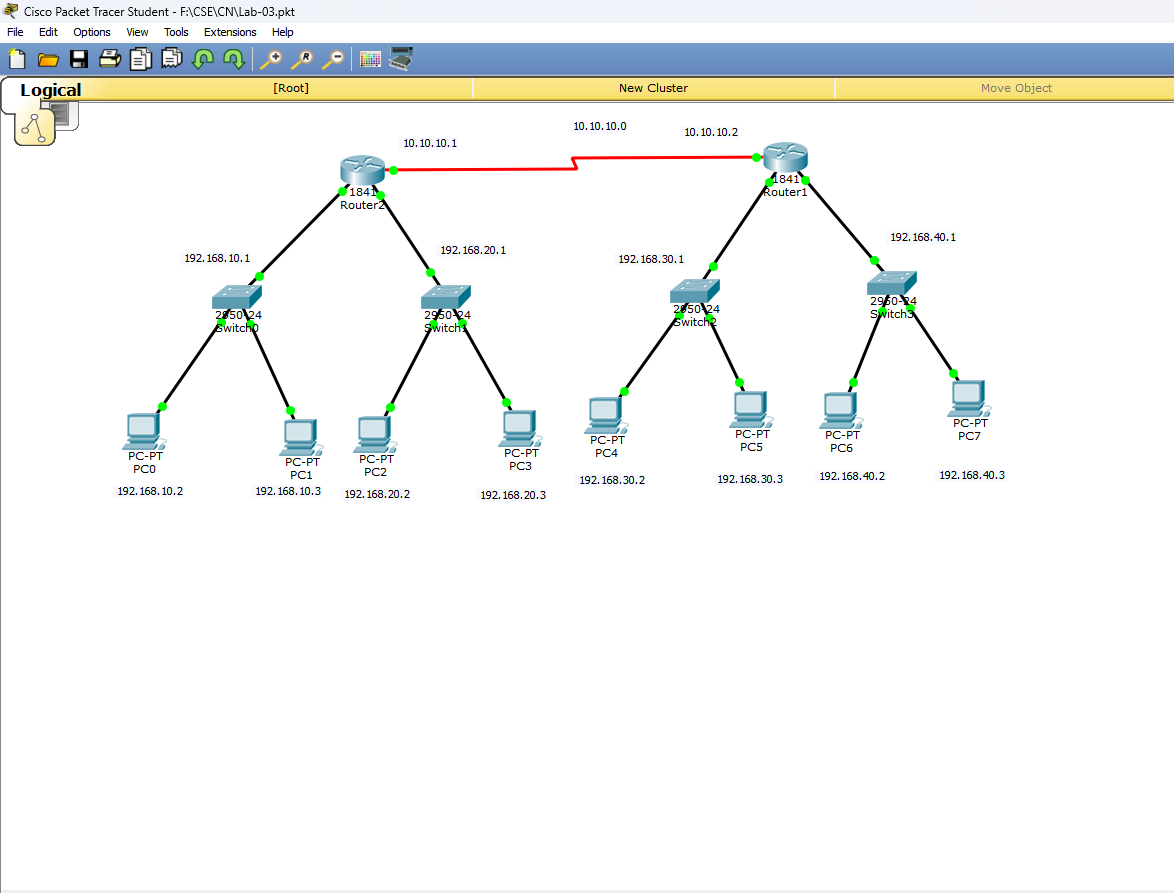 Cisco Packet Tracer Student - F:\CSE\CN\Lab-03.pkt
File Edit Options View Tools Extensions Help
R
Logical [Root] New Cluster Move Object
10.10.10.0
10.10.10.1
10.10.10.2
1841
Router2
1841
Router1
192.168.10.1
192.168.20.1
192.168.30.1
192.168.40.1
2950-24
Switch0
2950-24
Switch1
2950-24
Switch2
2950-24
Switch3
PC-PT
PC0
PC-PT
PC1
PC-PT
PC2
PC-PT
PC3
PC-PT
PC4
PC-PT
PC5
PC-PT
PC6
PC-PT
PC7
192.168.10.2
192.168.10.3
192.168.20.2
192.168.20.3
192.168.30.2
192.168.30.3
192.168.40.2
192.168.40.3